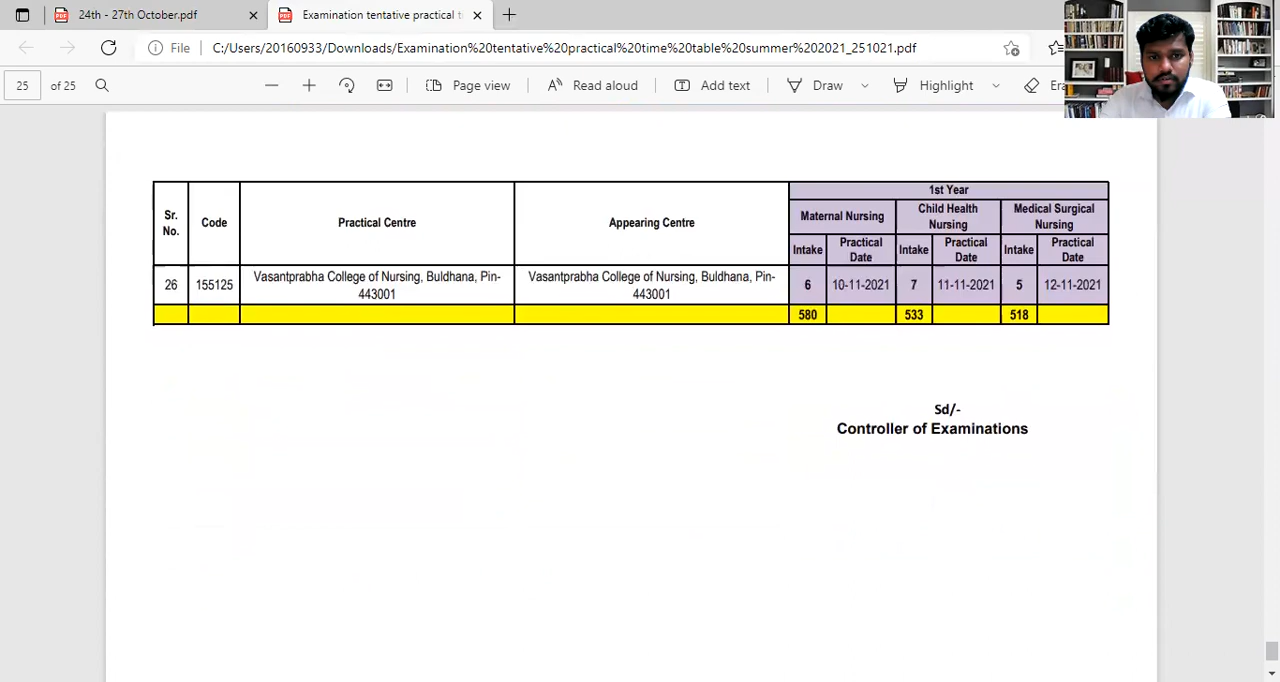 24th - 27th October.pdf
Examination tentative practical t
File
C:/Users/20160933/Downloads/Examination%20tentative%20practical%20time%20table%20summer%202021_251021.pdf
25 of 25
Page view
Read aloud
Add text
Draw
Highlight
1st Year
Sr. No.
Code
Practical Centre
Appearing Centre
Maternal Nursing
Child Health Nursing
Medical Surgical Nursing
Intake
Practical Date
Intake
Practical Date
Intake
Practical Date
26
155125
Vasantprabha College of Nursing, Buldhana, Pin-
443001
Vasantprabha College of Nursing, Buldhana, Pin-
443001
6
10-11-2021
7
11-11-2021
5
12-11-2021
580
533
518
Sd/-
Controller of Examinations